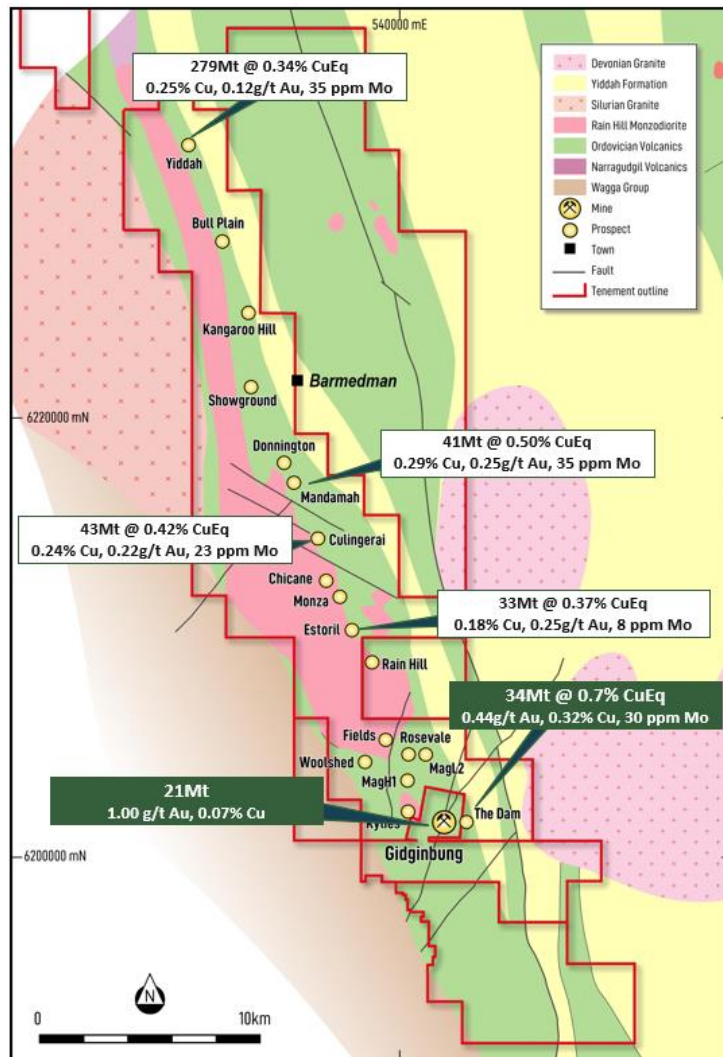 540000 mE
279Mt @ 0.34% CuEq
0.25% Cu, 0.12g/t Au, 35 ppm Mo
Devonian Granite
Yiddah Formation
Silurian Granite
Rain Hill Monzodiorite
Ordovician Volcanics
Narragudgil Volcanics
Wagga Group
Mine
Prospect
Town
Fault
Tenement outline
Yiddah
Bull Plain
Kangaroo Hill
Barmedman
Showground
6220000 mN
Donnington
41Mt @ 0.50% CuEq
0.29% Cu, 0.25g/t Au, 35 ppm Mo
Mandamah
43Mt @ 0.42% CuEq
0.24% Cu, 0.22g/t Au, 23 ppm Mo
Culingerai
Chicane
Monza
33Mt @ 0.37% CuEq
0.18% Cu, 0.25g/t Au, 8 ppm Mo
Estoril
Rain Hill
34Mt @ 0.7% CuEq
0.44g/t Au, 0.32% Cu, 30 ppm Mo
Fields
Rosevale
Woolshed
MagL2
MagH1
21Mt
1.00 g/t Au, 0.07% Cu
The Dam
Gidginbung
6200000 mN
N
0
10km